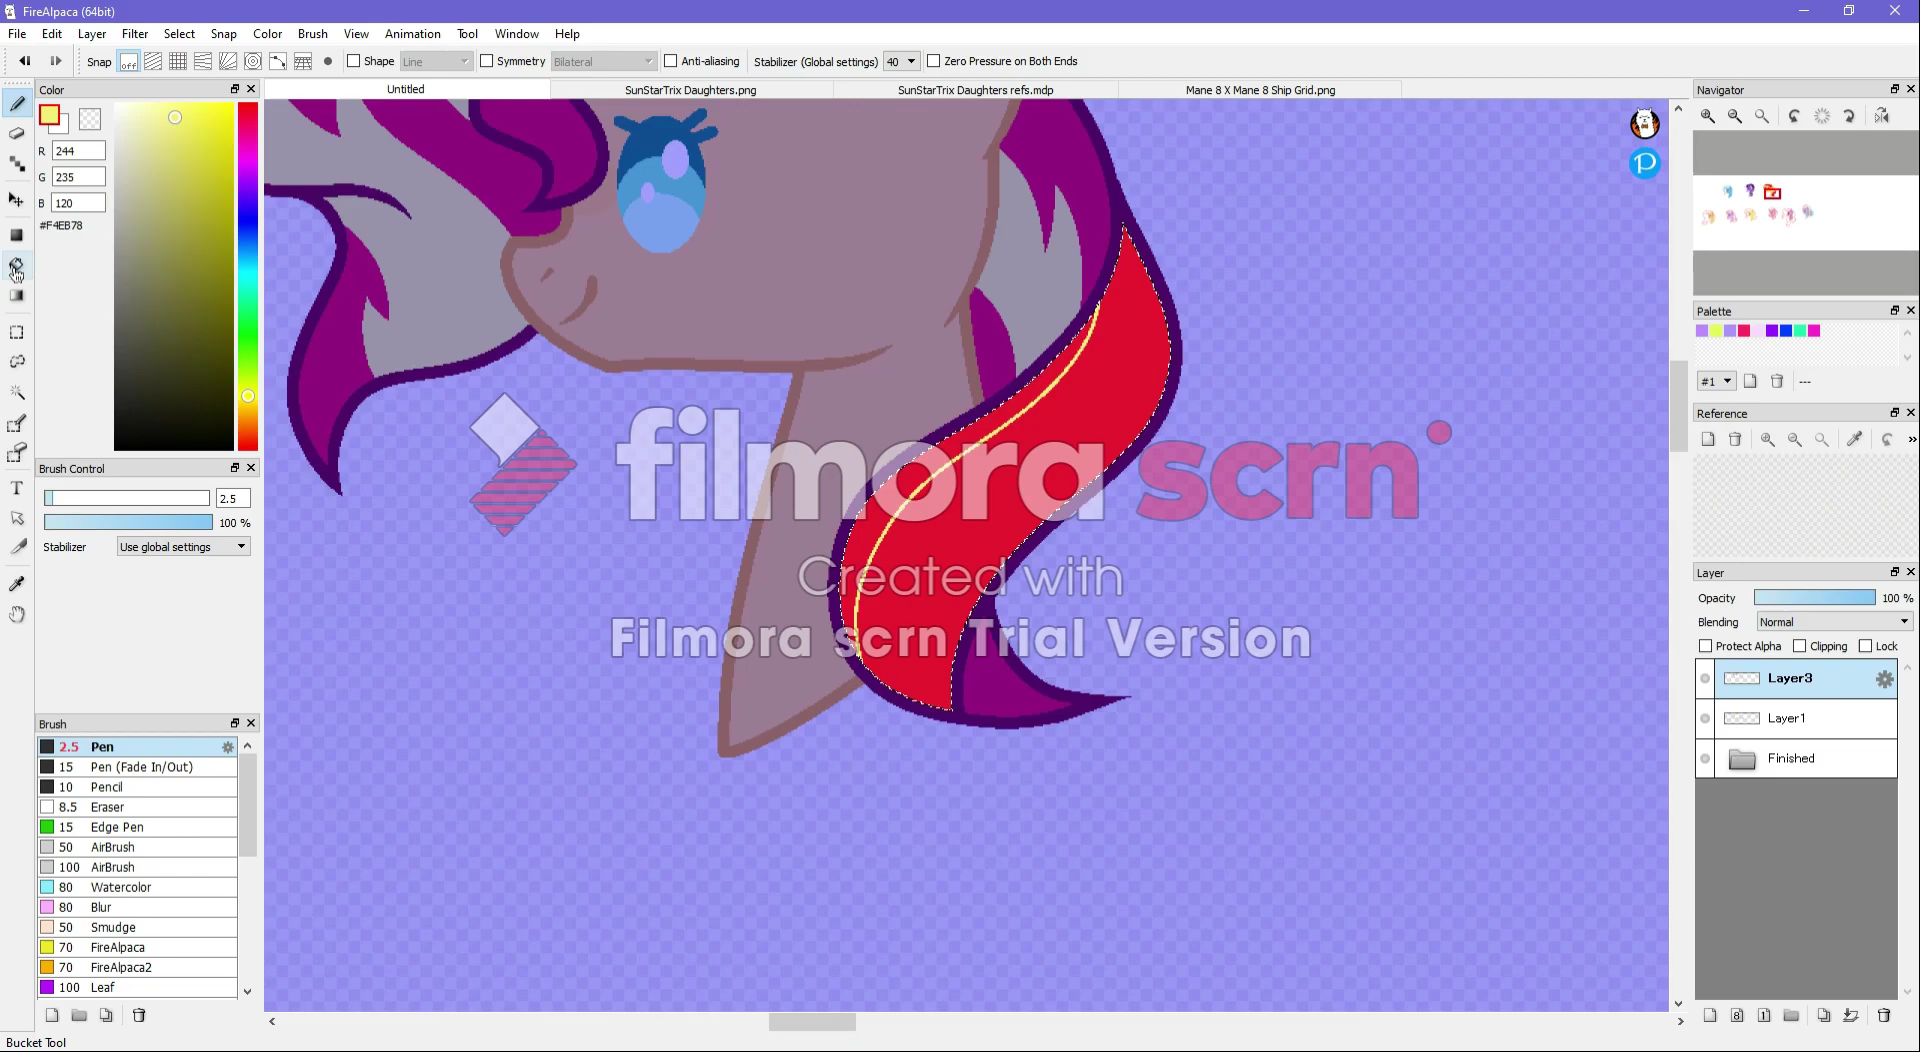 FireAlpaca (64bit)
File Edit Layer Filter Select Snap Color Brush View Animation Tool Window Help
Snap off Shape Line Symmetry Bilateral Anti-aliasing Stabilizer (Global settings) 40 Zero Pressure on Both Ends
Color
Untitled
SunStarTrix Daughters.png
SunStarTrix Daughters refs.mdp
Mane 8 X Mane 8 Ship Grid.png
Navigator
R 244
G 235
B 120
#F4EB78
Palette
#1 ---
Reference
Brush Control
2.5
100 %
Stabilizer Use global settings
filmora scrn
Created with
Filmora scrn Trial Version
Layer
Opacity 100 %
Blending Normal
Protect Alpha Clipping Lock
Layer3
Layer1
Finished
Brush
2.5 Pen
15 Pen (Fade In/Out)
10 Pencil
8.5 Eraser
15 Edge Pen
50 AirBrush
100 AirBrush
80 Watercolor
80 Blur
50 Smudge
70 FireAlpaca
70 FireAlpaca2
100 Leaf
Bucket Tool